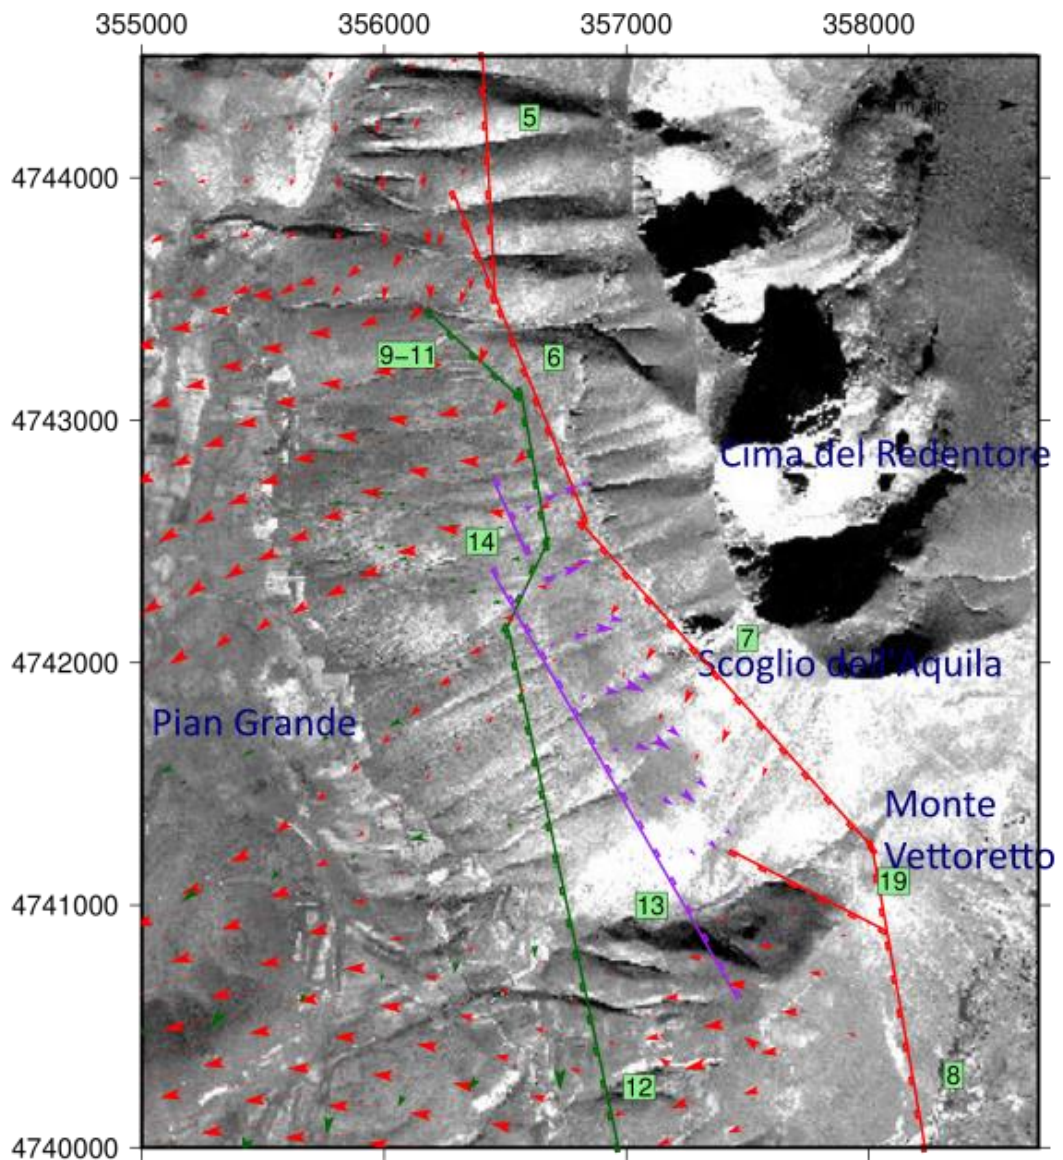 355000 356000 357000 358000
5
4744000
9–11
6
4743000
Cima del Redentore
14
7
4742000
Scoglio dell'Aquila
Pian Grande
Monte
Vettoretto
19
4741000
13
8
12
4740000